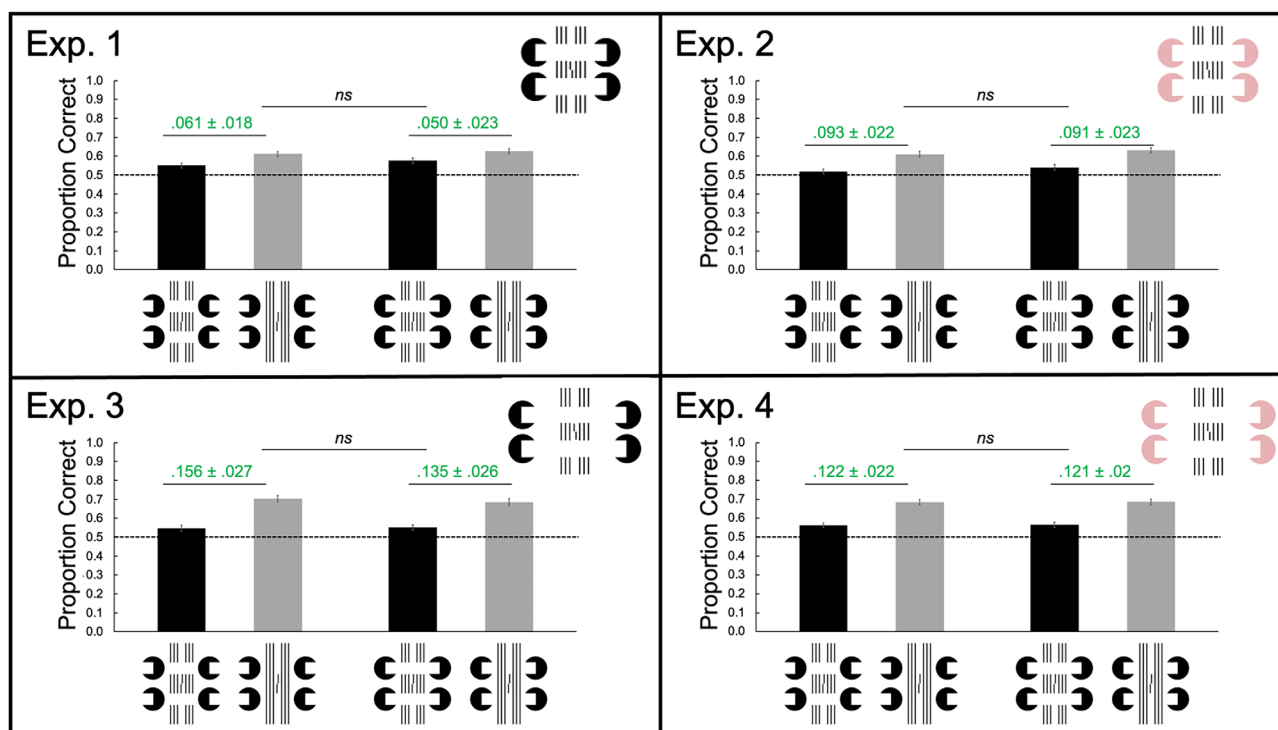 Exp. 1
Proportion Correct
1.0
0.9
0.8
0.7
0.6
0.5
0.4
0.3
0.2
0.1
0.0
ns
.061 ± .018
.050 ± .023
Exp. 2
Proportion Correct
1.0
0.9
0.8
0.7
0.6
0.5
0.4
0.3
0.2
0.1
0.0
ns
.093 ± .022
.091 ± .023
Exp. 3
Proportion Correct
1.0
0.9
0.8
0.7
0.6
0.5
0.4
0.3
0.2
0.1
0.0
ns
.156 ± .027
.135 ± .026
Exp. 4
Proportion Correct
1.0
0.9
0.8
0.7
0.6
0.5
0.4
0.3
0.2
0.1
0.0
ns
.122 ± .022
.121 ± .02